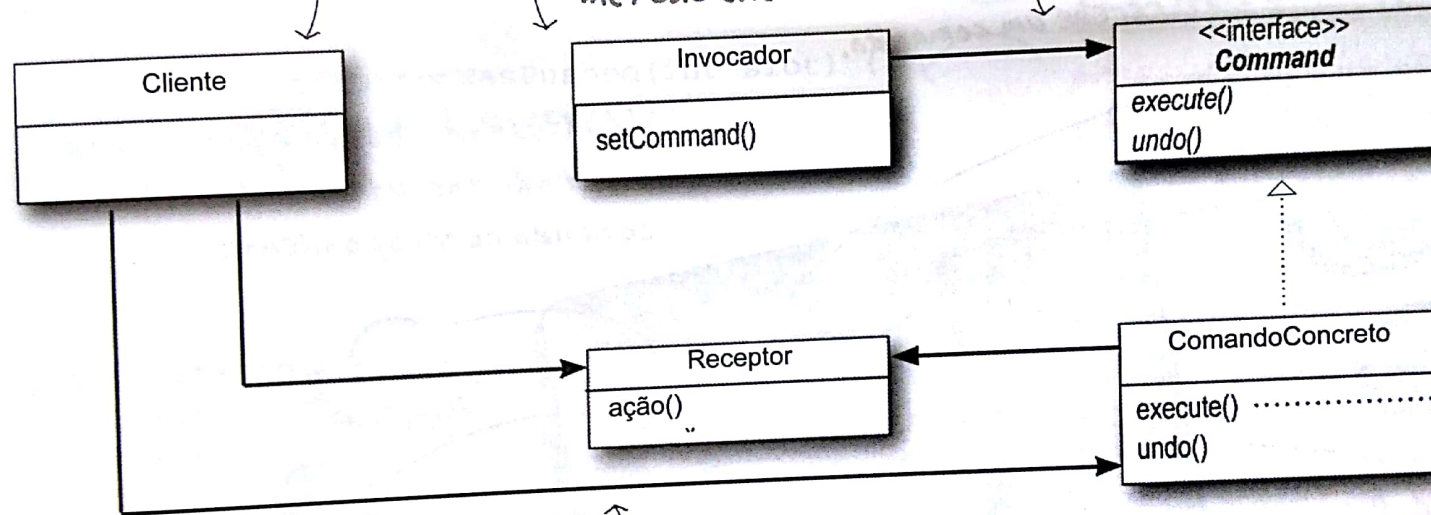 Cliente
Invocador
setCommand()
<<interface>>
Command
execute()
undo()
Receptor
ação()
ComandoConcreto
execute()
undo()